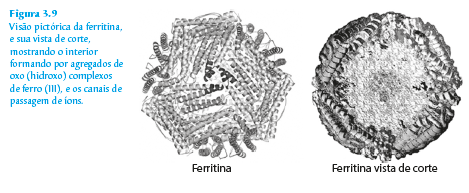 Figura 3.9
Visão pictórica da ferritina,
e sua vista de corte,
mostrando o interior
formando por agregados de
oxo (hidroxo) complexos
de ferro (III), e os canais de
passagem de íons.
Ferritina
Ferritina vista de corte